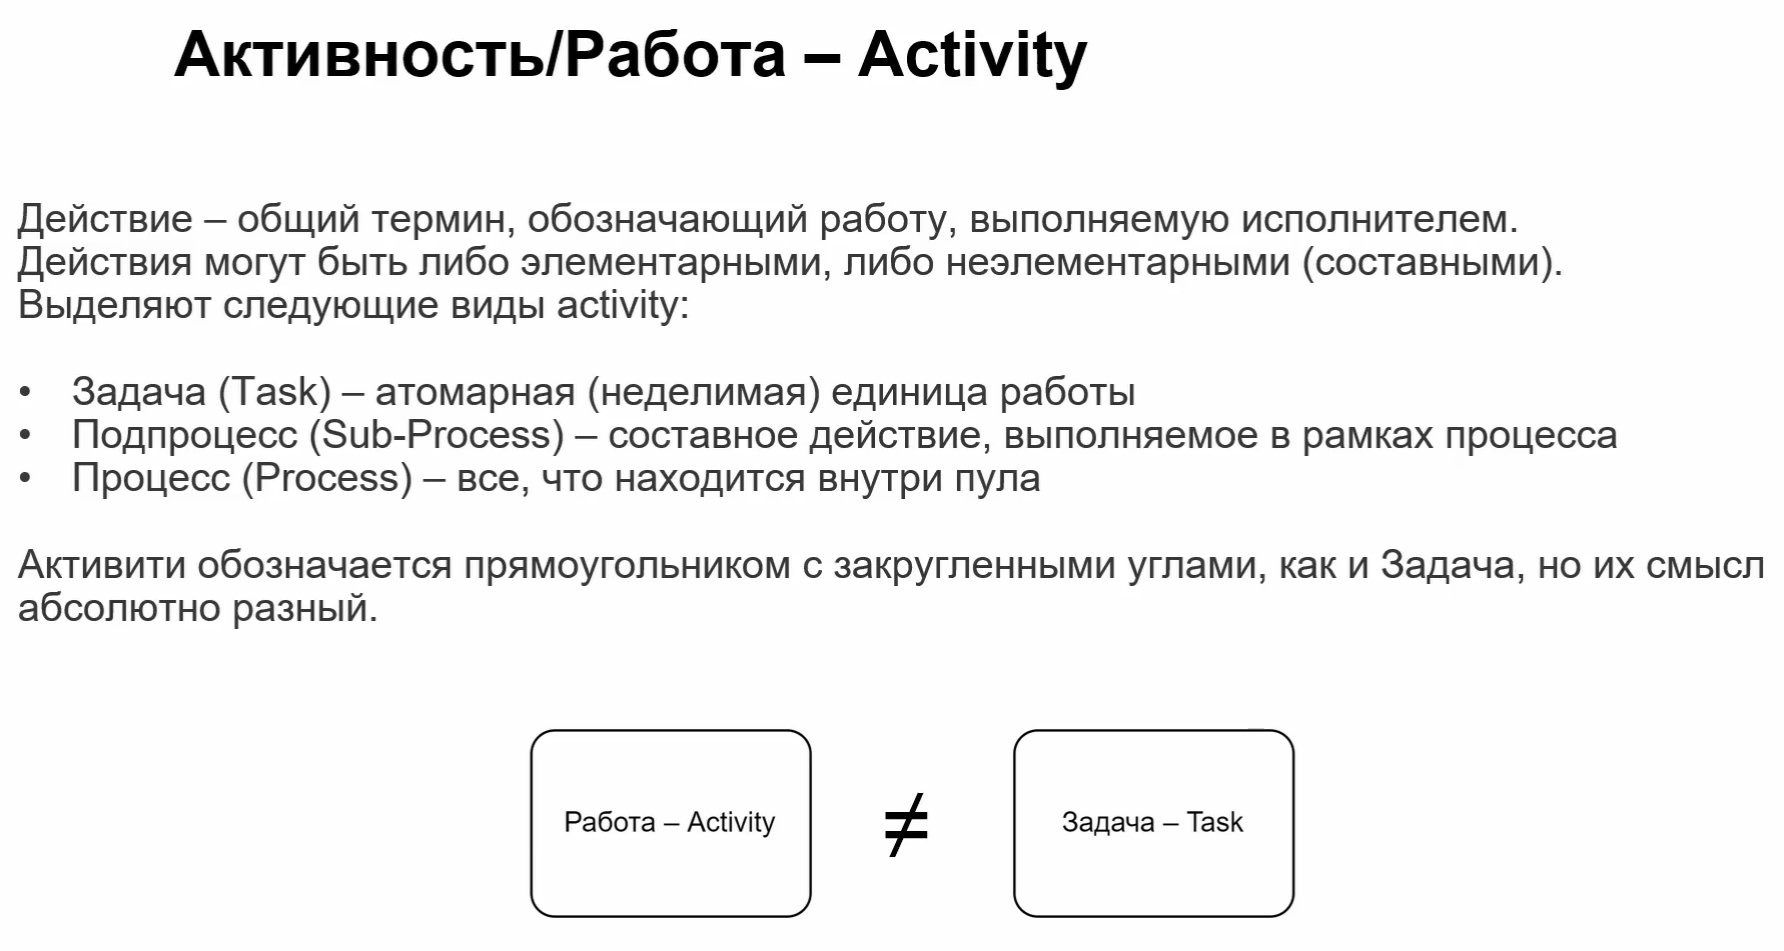 Активность/Работа – Activity
Действие – общий термин, обозначающий работу, выполняемую исполнителем.
Действия могут быть либо элементарными, либо неэлементарными (составными).
Выделяют следующие виды activity:
• Задача (Task) – атомарная (неделимая) единица работы
• Подпроцесс (Sub-Process) – составное действие, выполняемое в рамках процесса
• Процесс (Process) – все, что находится внутри пула
Активити обозначается прямоугольником с закругленными углами, как и Задача, но их смысл
абсолютно разный.
Работа – Activity ≠ Задача – Task